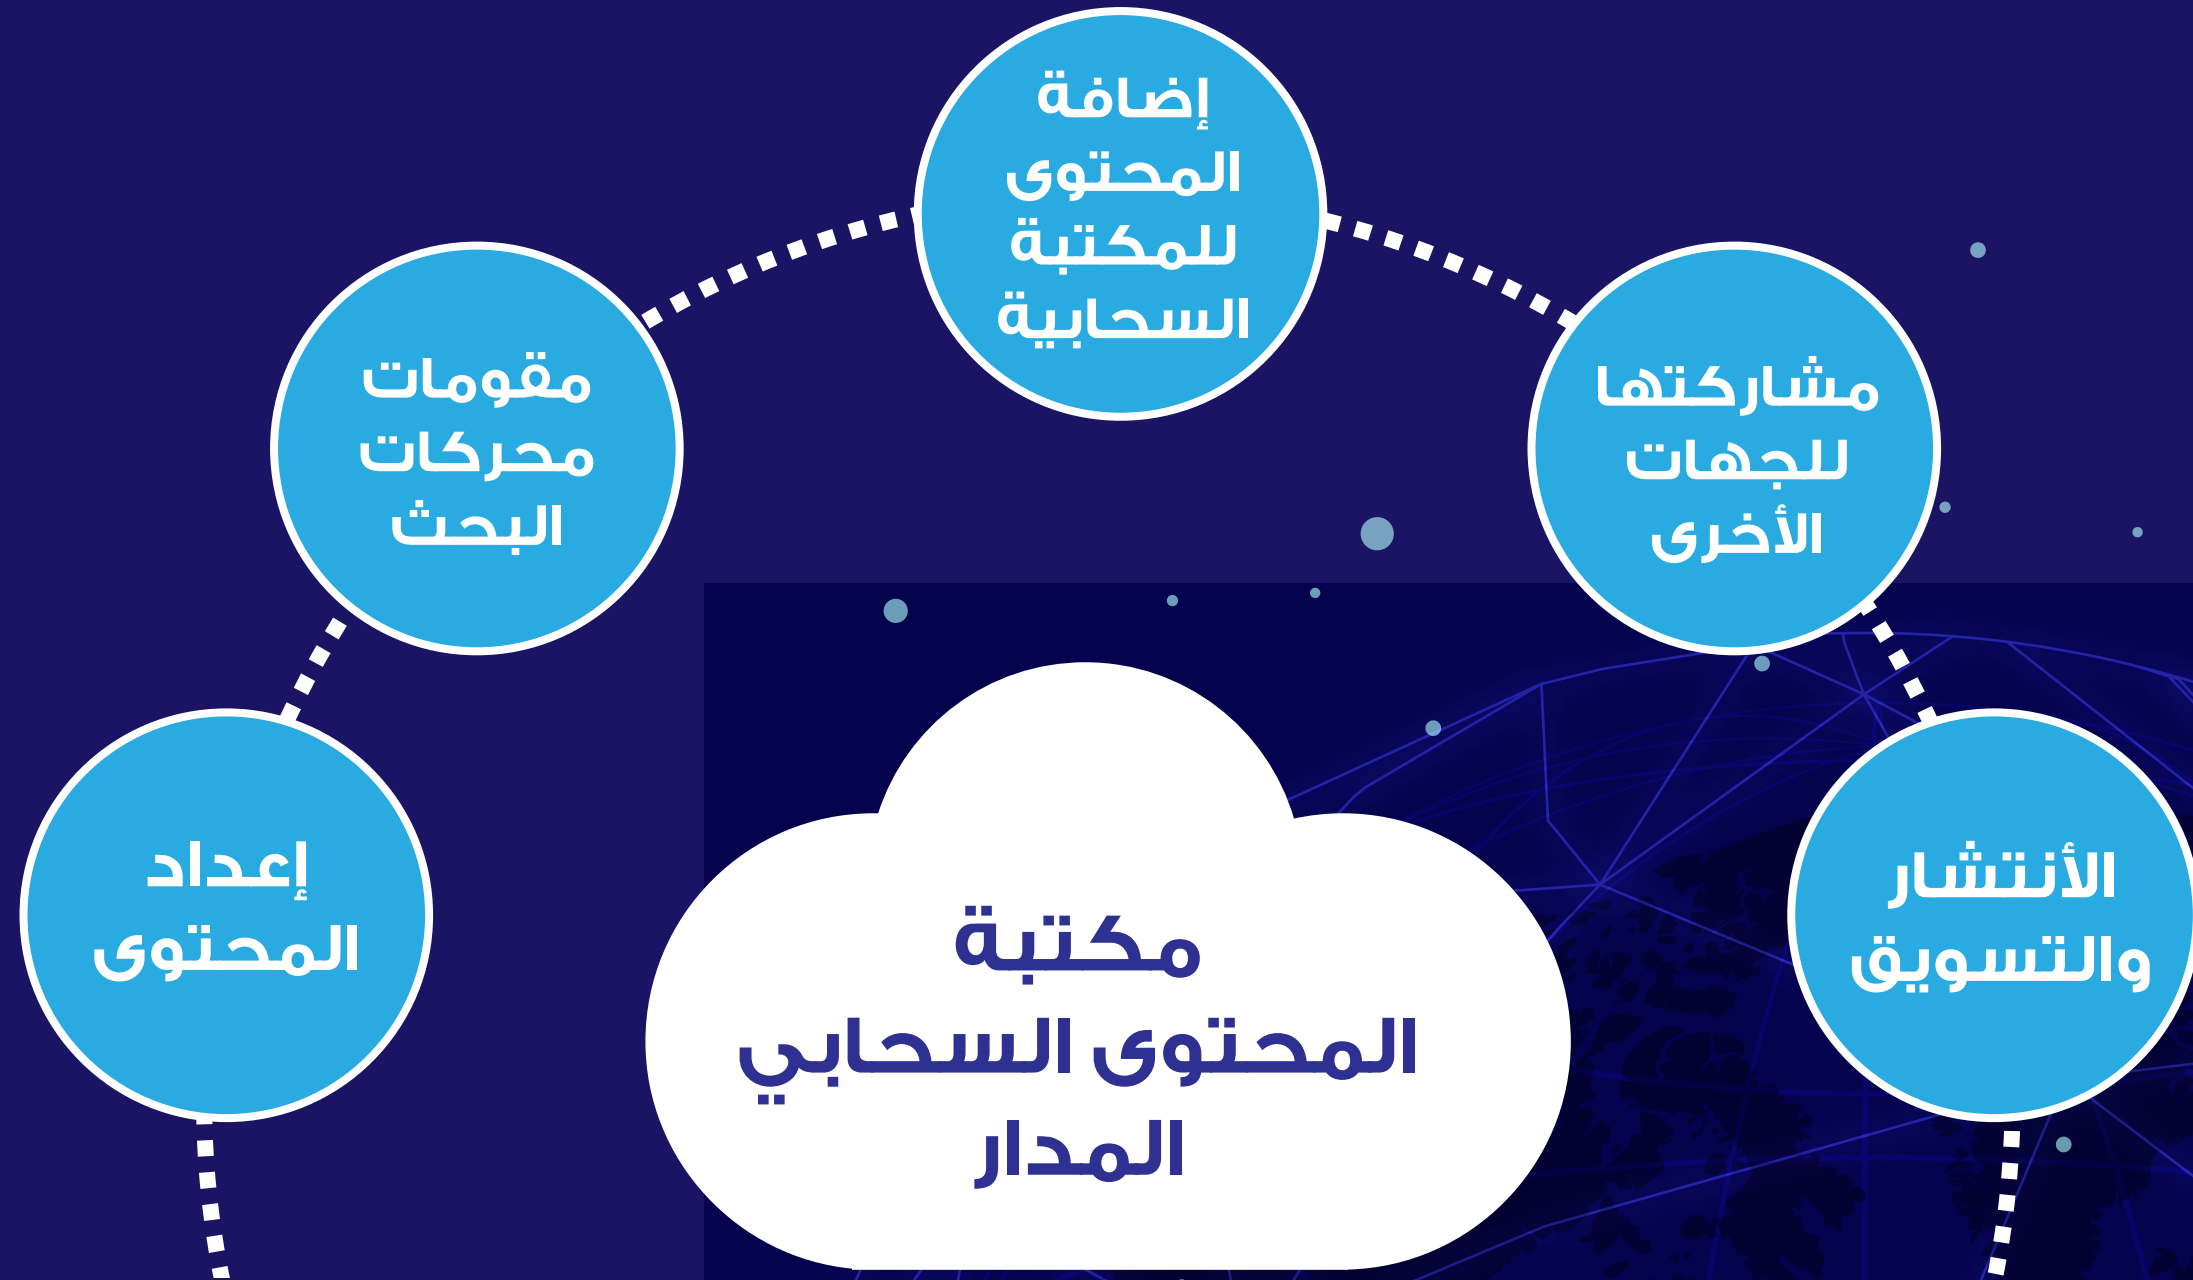 إضافة
المحتوى
للمكتبة
السحابية
مشاركتها
للجهات
الأخرى
مقومات
محركات
البحث
الأنتشار
والتسويق
إعداد
المحتوى
مكتبة
المحتوى السحابي
المدار